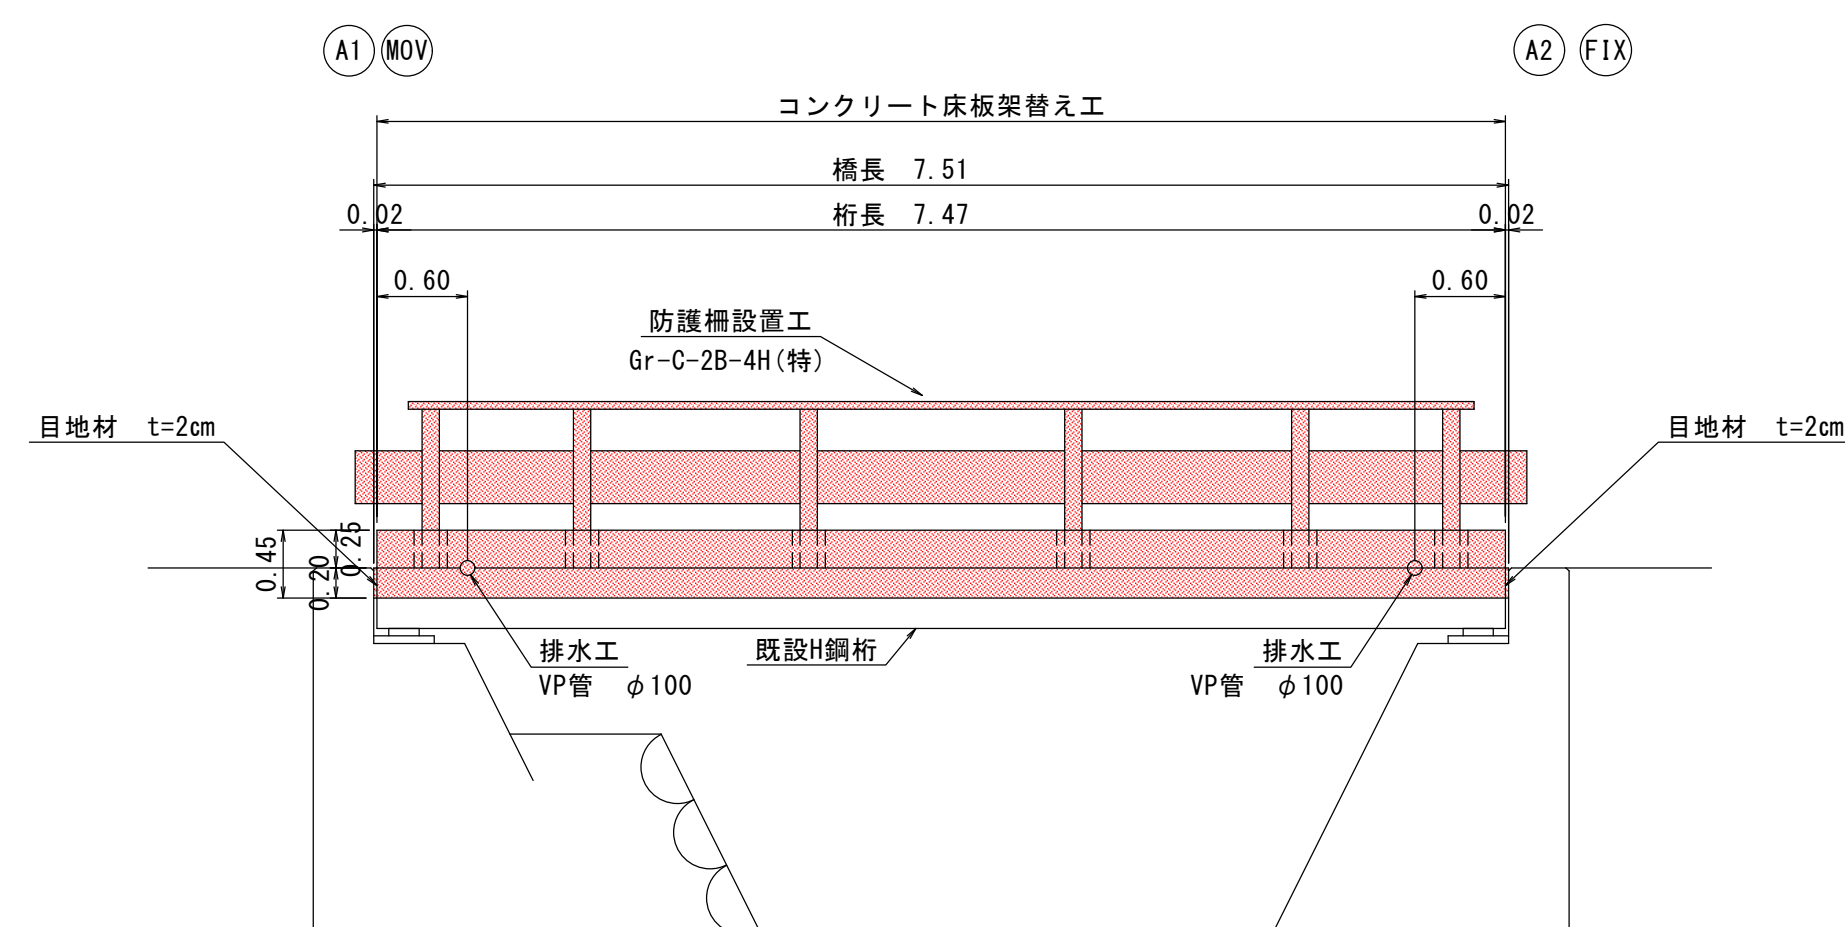 A1 MOV
A2 FIX
コンクリート床板架替え工
橋長 7.51
0.02
桁長 7.47
0.02
0.60
0.60
防護柵設置工
Gr-C-2B-4H(特)
目地材 t=2㎝
目地材 t=2㎝
0.45
0.25
0.20
排水工
VP管 φ100
既設H鋼桁
排水工
VP管 φ100